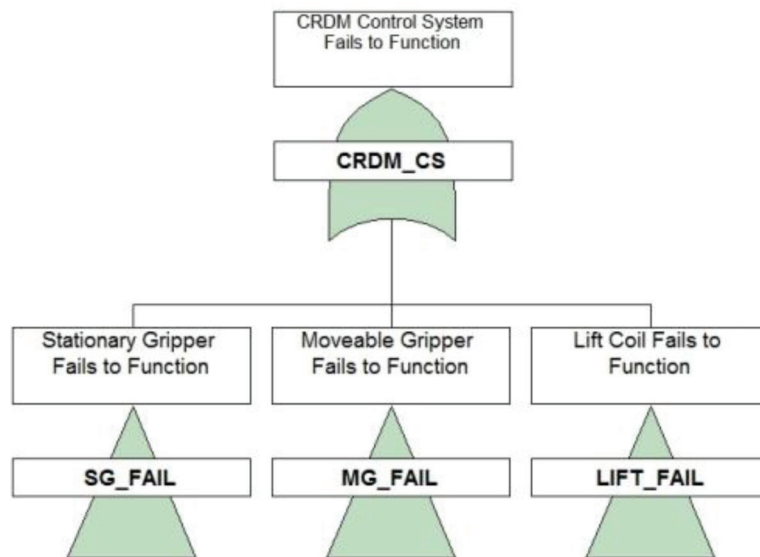 CRDM Control System
Fails to Function
CRDM_CS
Stationary Gripper
Fails to Function
Moveable Gripper
Fails to Function
Lift Coil Fails to
Function
SG_FAIL
MG_FAIL
LIFT_FAIL